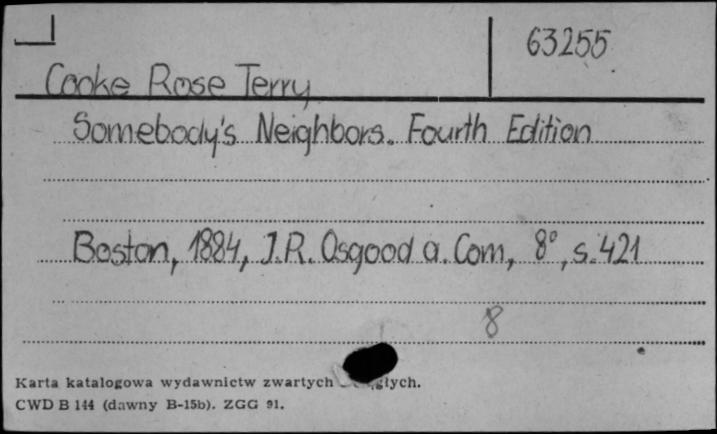 63255
Cooke Rose Terry
Somebody's Neighbors. Fourth Edition
Boston, 1884, J.R. Osgood a. Com, 8°, s. 421
8
Karta katalogowa wydawnictw zwartych
CWD B 144 (dawny B-15b). ZGG 91.